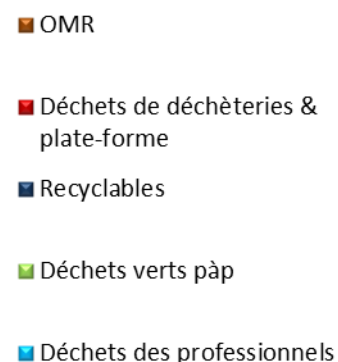 OMR
Déchets de déchèteries &
plate-forme
Recyclables
Déchets verts pàp
Déchets des professionnels